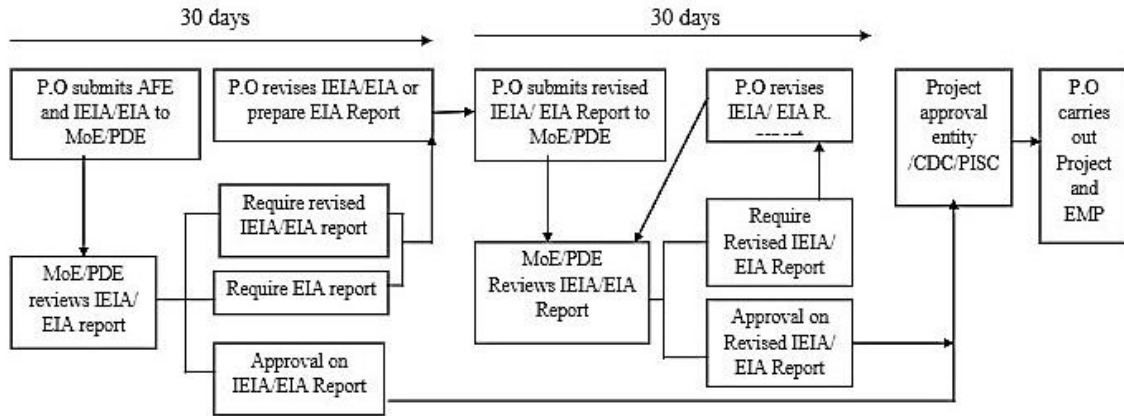 30 days
30 days
P.O submits AFE
and IEIA/EIA to
MoE/PDE
P.O revises IEIA/EIA or
prepare EIA Report
P.O submits revised
IEIA/ EIA Report to
MoE/PDE
P.O revises
IEIA/ EIA R.
Project
approval
entity
/CDC/PISC
P.O
carries
out
Project
and
EMP
MoE/PDE
reviews IEIA/
EIA report
Require revised
IEIA/EIA report
Require EIA report
Approval on
IEIA/EIA Report
MoE/PDE
Reviews IEIA/EIA
Report
Require
Revised IEIA/
EIA Report
Approval on
Revised IEIA/
EIA Report